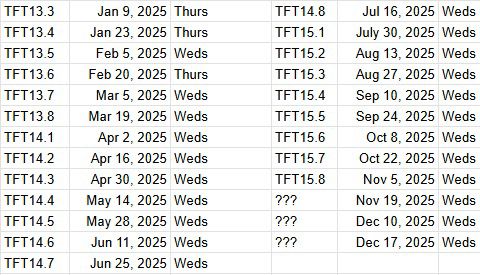 TFT13.3 Jan 9, 2025 Thurs
TFT13.4 Jan 23, 2025 Thurs
TFT13.5 Feb 5, 2025 Weds
TFT13.6 Feb 20, 2025 Thurs
TFT13.7 Mar 5, 2025 Weds
TFT13.8 Mar 19, 2025 Weds
TFT14.1 Apr 2, 2025 Weds
TFT14.2 Apr 16, 2025 Weds
TFT14.3 Apr 30, 2025 Weds
TFT14.4 May 14, 2025 Weds
TFT14.5 May 28, 2025 Weds
TFT14.6 Jun 11, 2025 Weds
TFT14.7 Jun 25, 2025 Weds
TFT14.8 Jul 16, 2025 Weds
TFT15.1 July 30, 2025 Weds
TFT15.2 Aug 13, 2025 Weds
TFT15.3 Aug 27, 2025 Weds
TFT15.4 Sep 10, 2025 Weds
TFT15.5 Sep 24, 2025 Weds
TFT15.6 Oct 8, 2025 Weds
TFT15.7 Oct 22, 2025 Weds
TFT15.8 Nov 5, 2025 Weds
??? Nov 19, 2025 Weds
??? Dec 10, 2025 Weds
??? Dec 17, 2025 Weds